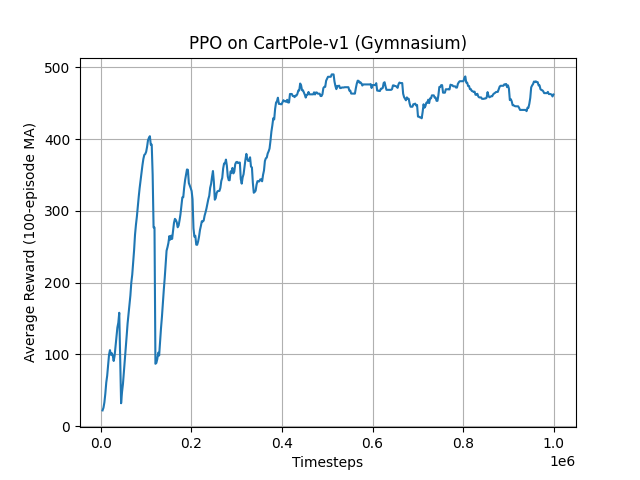 PPO on CartPole-v1 (Gymnasium)
Average Reward (100-episode MA)
500
400
300
200
100
0
0.0 0.2 0.4 0.6 0.8 1.0
1e6
Timesteps